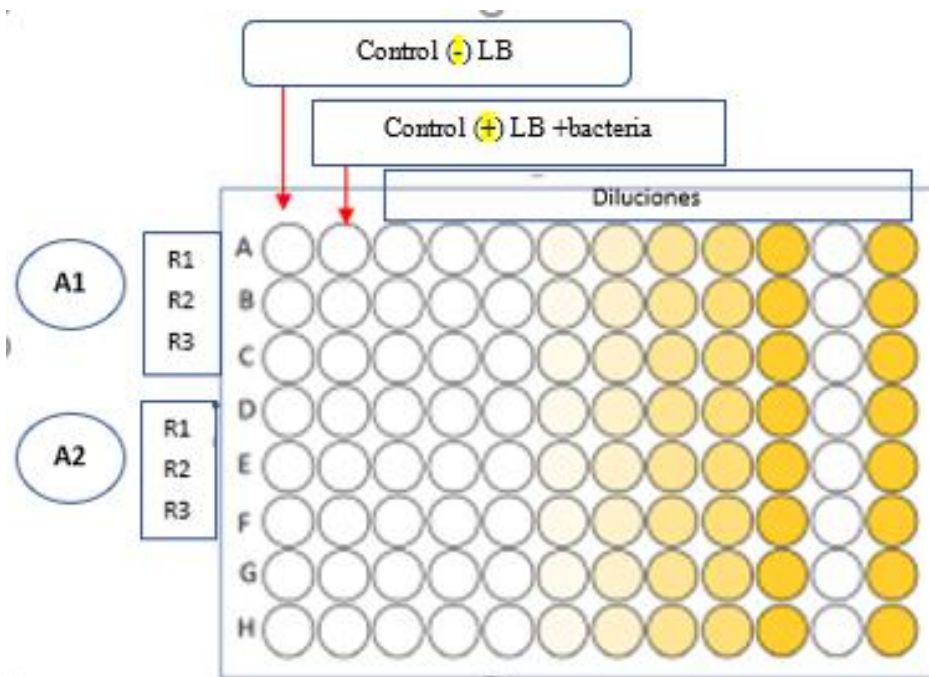 Control (-) LB
Control (+) LB +bacteria
Diluciones
A1
R1
R2
R3
A2
R1
R2
R3
A
B
C
D
E
F
G
H